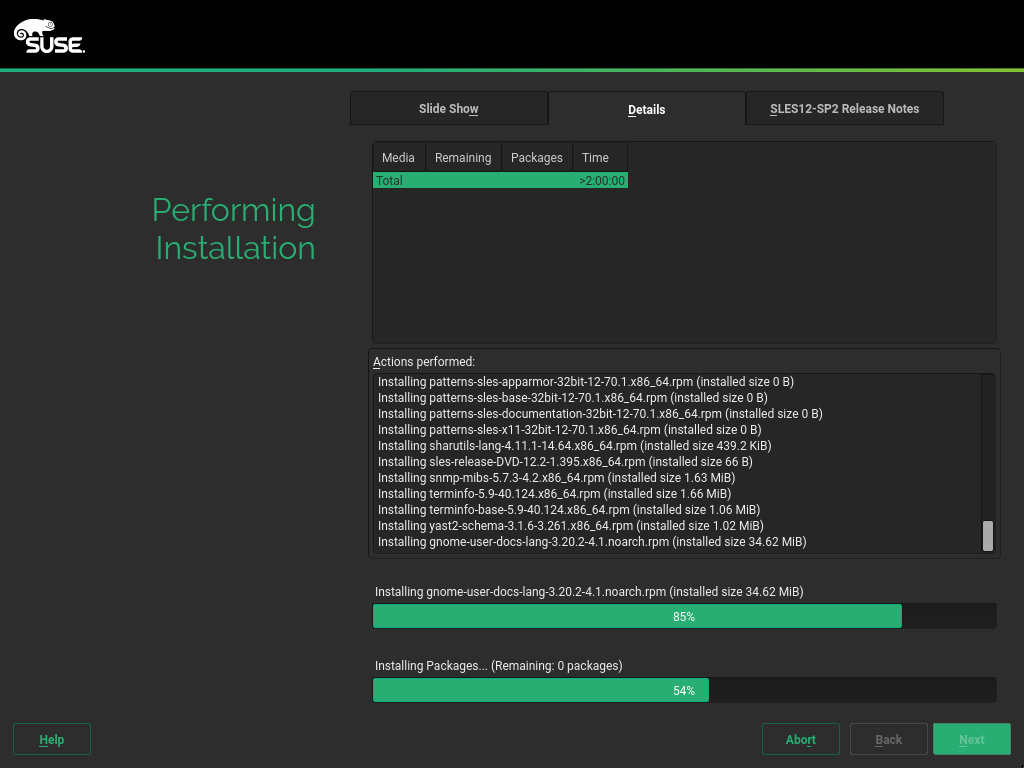 SUSE.
Slide Show Details SLES12-SP2 Release Notes
Performing
Installation
Media Remaining Packages Time
Total >2:00:00
Actions performed:
Installing patterns-sles-apparmor-32bit-12-70.1.x86_64.rpm (installed size 0 B)
Installing patterns-sles-base-32bit-12-70.1.x86_64.rpm (installed size 0 B)
Installing patterns-sles-documentation-32bit-12-70.1.x86_64.rpm (installed size 0 B)
Installing patterns-sles-x11-32bit-12-70.1.x86_64.rpm (installed size 0 B)
Installing sharutils-lang-4.11.1-14.64.x86_64.rpm (installed size 439.2 KiB)
Installing sles-release-DVD-12.2-1.395.x86_64.rpm (installed size 66 B)
Installing snmp-mibs-5.7.3-4.2.x86_64.rpm (installed size 1.63 MiB)
Installing terminfo-5.9-40.124.x86_64.rpm (installed size 1.66 MiB)
Installing terminfo-base-5.9-40.124.x86_64.rpm (installed size 1.06 MiB)
Installing yast2-schema-3.1.6-3.261.x86_64.rpm (installed size 1.02 MiB)
Installing gnome-user-docs-lang-3.20.2-4.1.noarch.rpm (installed size 34.62 MiB)
Installing gnome-user-docs-lang-3.20.2-4.1.noarch.rpm (installed size 34.62 MiB)
85%
Installing Packages... (Remaining: 0 packages)
54%
Help Abort Back Next